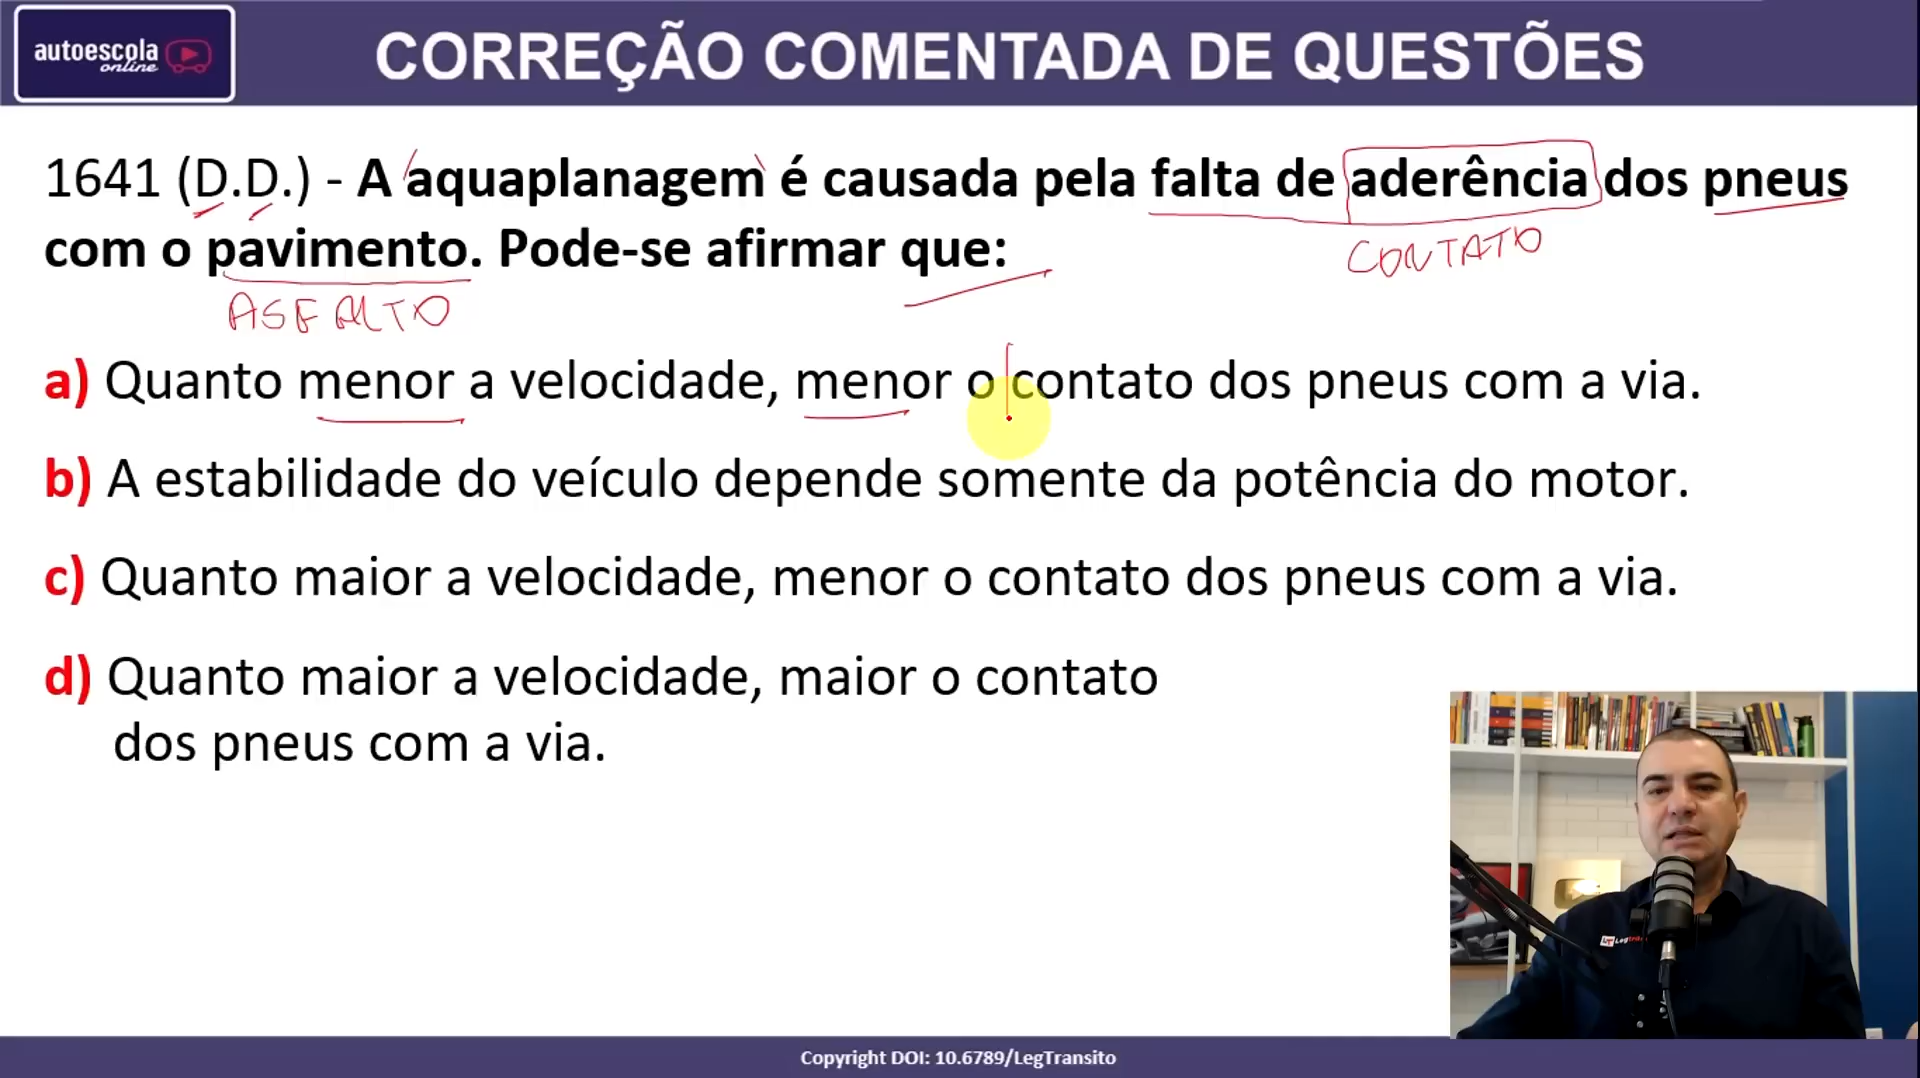 autoescola
online
CORREÇÃO COMENTADA DE QUESTÕES
1641 (D.D.) - A aquaplanagem é causada pela falta de aderência dos pneus
com o pavimento. Pode-se afirmar que:
CONTATO
ASFALTO
a) Quanto menor a velocidade, menor o contato dos pneus com a via.
b) A estabilidade do veículo depende somente da potência do motor.
c) Quanto maior a velocidade, menor o contato dos pneus com a via.
d) Quanto maior a velocidade, maior o contato
dos pneus com a via.
Copyright DOI: 10.6789/LegTransito